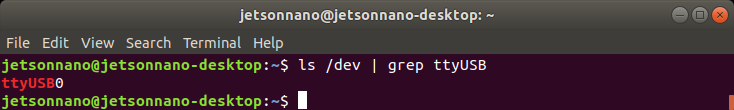 jetsonnano@jetsonnano-desktop: ~
File Edit View Search Terminal Help
jetsonnano@jetsonnano-desktop:~$ ls /dev | grep ttyUSB
ttyUSB0
jetsonnano@jetsonnano-desktop:~$